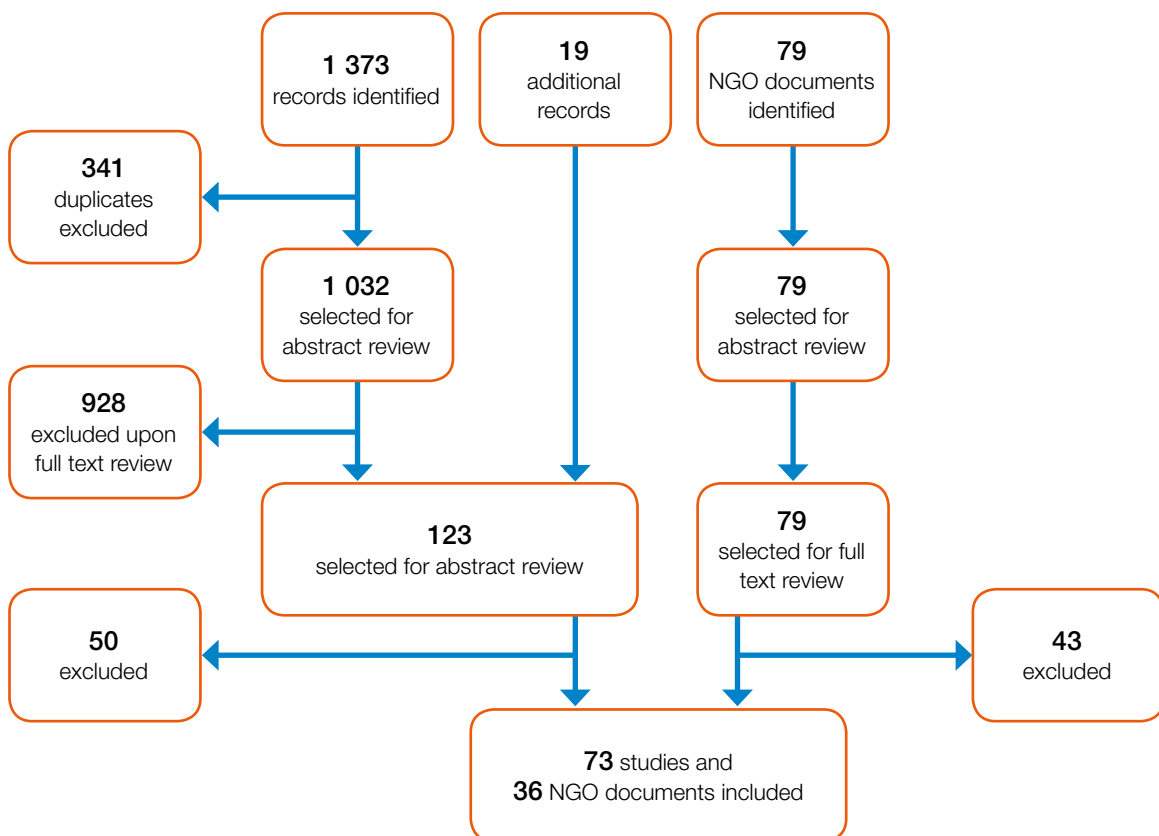 1 373
records identified
19
additional
records
79
NGO documents
identified
341
duplicates
excluded
1 032
selected for
abstract review
79
selected for
abstract review
928
excluded upon
full text review
123
selected for abstract review
79
selected for full
text review
50
excluded
43
excluded
73 studies and
36 NGO documents included